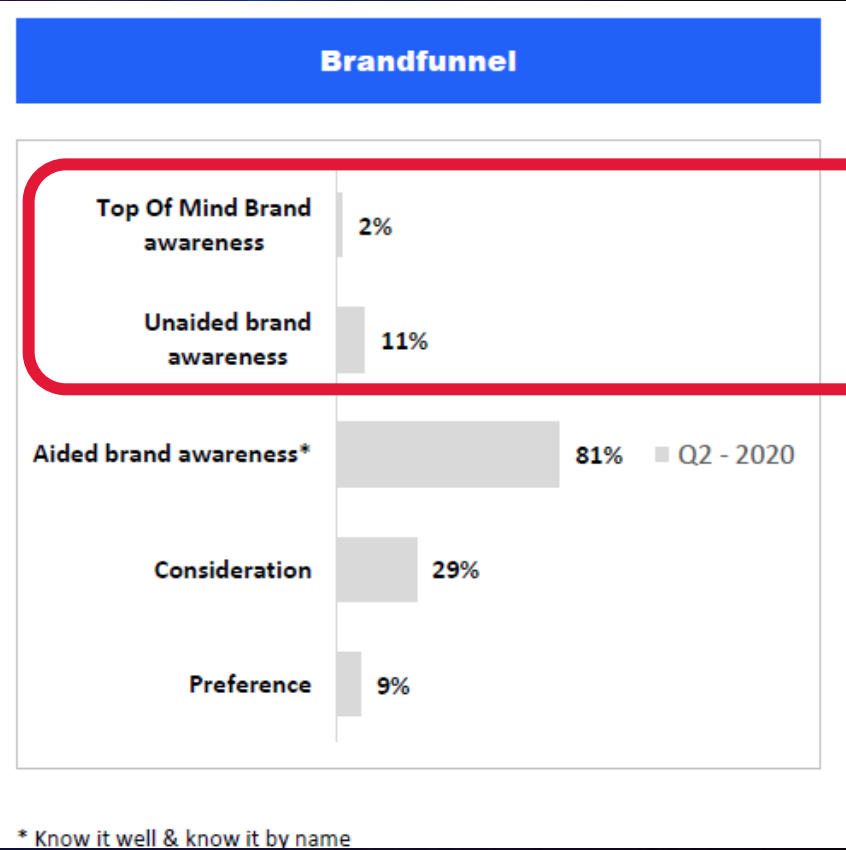 Brandfunnel
Top Of Mind Brand
awareness
2%
Unaided brand
awareness
11%
Aided brand awareness*
81%
Q2 - 2020
Consideration
29%
Preference
9%
* Know it well & know it by name